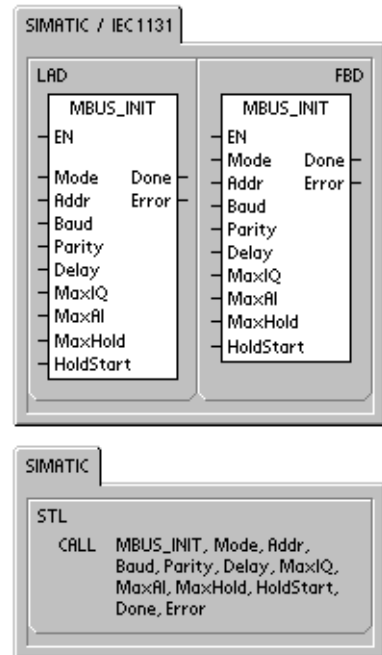 SIMATIC / IEC1131
LAD
FBD
MBUS_INIT
EN
Mode Done
Addr Error
Baud
Parity
Delay
MaxIQ
MaxAI
MaxHold
HoldStart
MBUS_INIT
EN
Mode Done
Addr Error
Baud
Parity
Delay
MaxIQ
MaxAI
MaxHold
HoldStart
SIMATIC
STL
CALL MBUS_INIT, Mode, Addr,
Baud, Parity, Delay, MaxIQ,
MaxAI, MaxHold, HoldStart,
Done, Error